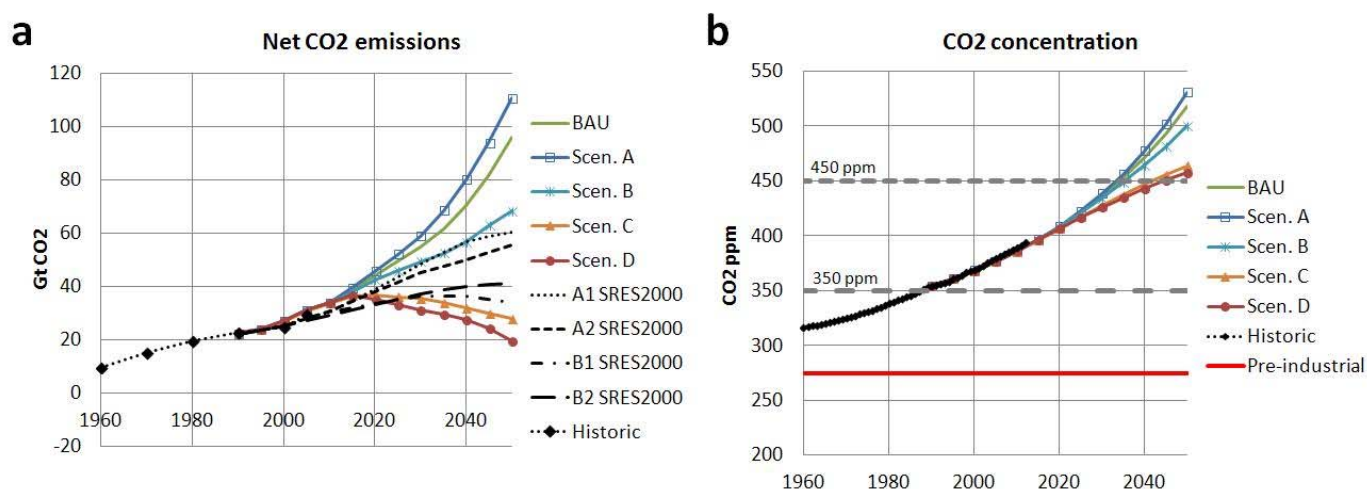 a
Net CO2 emissions
120
100
80
60
40
20
0
-20
Gt CO2
1960
1980
2000
2020
2040
BAU
Scen. A
Scen. B
Scen. C
Scen. D
A1 SRES2000
A2 SRES2000
B1 SRES2000
B2 SRES2000
Historic
b
CO2 concentration
550
500
450
400
350
300
250
200
CO2 ppm
450 ppm
350 ppm
1960
1980
2000
2020
2040
BAU
Scen. A
Scen. B
Scen. C
Scen. D
Historic
Pre-industrial